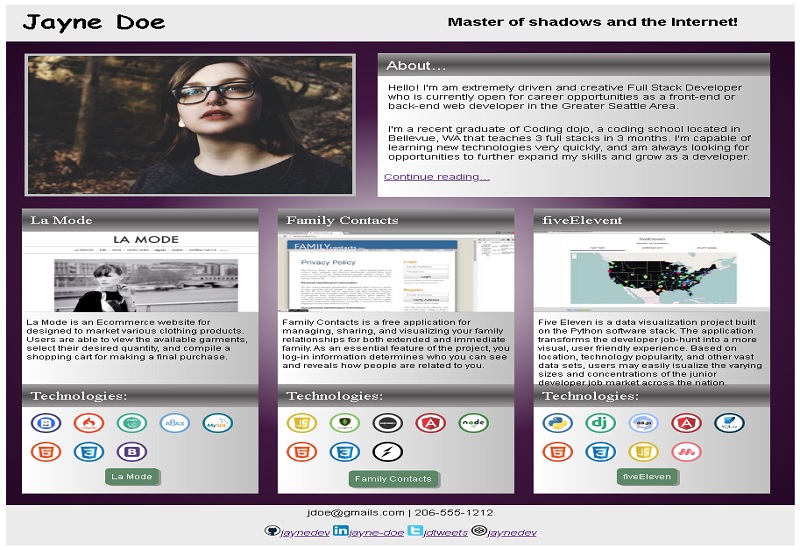 Jayne Doe
Master of shadows and the Internet!
About...
Hello! I'm an extremely driven and creative Full Stack Developer
who is currently open for career opportunities as a front-end or
back-end web developer in the Greater Seattle Area.
I'm a recent graduate of Coding dojo, a coding school located in
Bellevue, WA that teaches 3 full stacks in 3 months. I'm capable of
learning new technologies very quickly, and am always looking for
opportunities to further expand my skills and grow as a developer.
Continue reading...
La Mode
LA MODE
La Mode is an Ecommerce website for
designed to market various clothing products.
Users are able to view the available garments,
select their desired quantity, and compile a
shopping cart for making a final purchase.
Technologies:
AJAX
MySQL
La Mode
Family Contacts
FAMILYcontacts
Privacy Policy
Login
Register
Family Contacts is a free application for
managing, sharing, and visualizing your family
relationships for both extended and immediate
family. As an essential feature of the project, you
log-in information determines who you can see
and reveals how people are related to you.
Technologies:
node
Family Contacts
fiveElevent
fiveEleven
Five Eleven is a data visualization project built
on the Python software stack. The application
transforms the developer job-hunt into a more
visual, user friendly experience. Based on
location, technology popularity, and other vast
data sets, users may easily isualize the varying
sizes and concentrations of the junior
developer job market across the nation.
Technologies:
dj
fiveEleven
jdoe@gmails.com | 206-555-1212
jaynedev jayne-doe jdtweets jaynedev